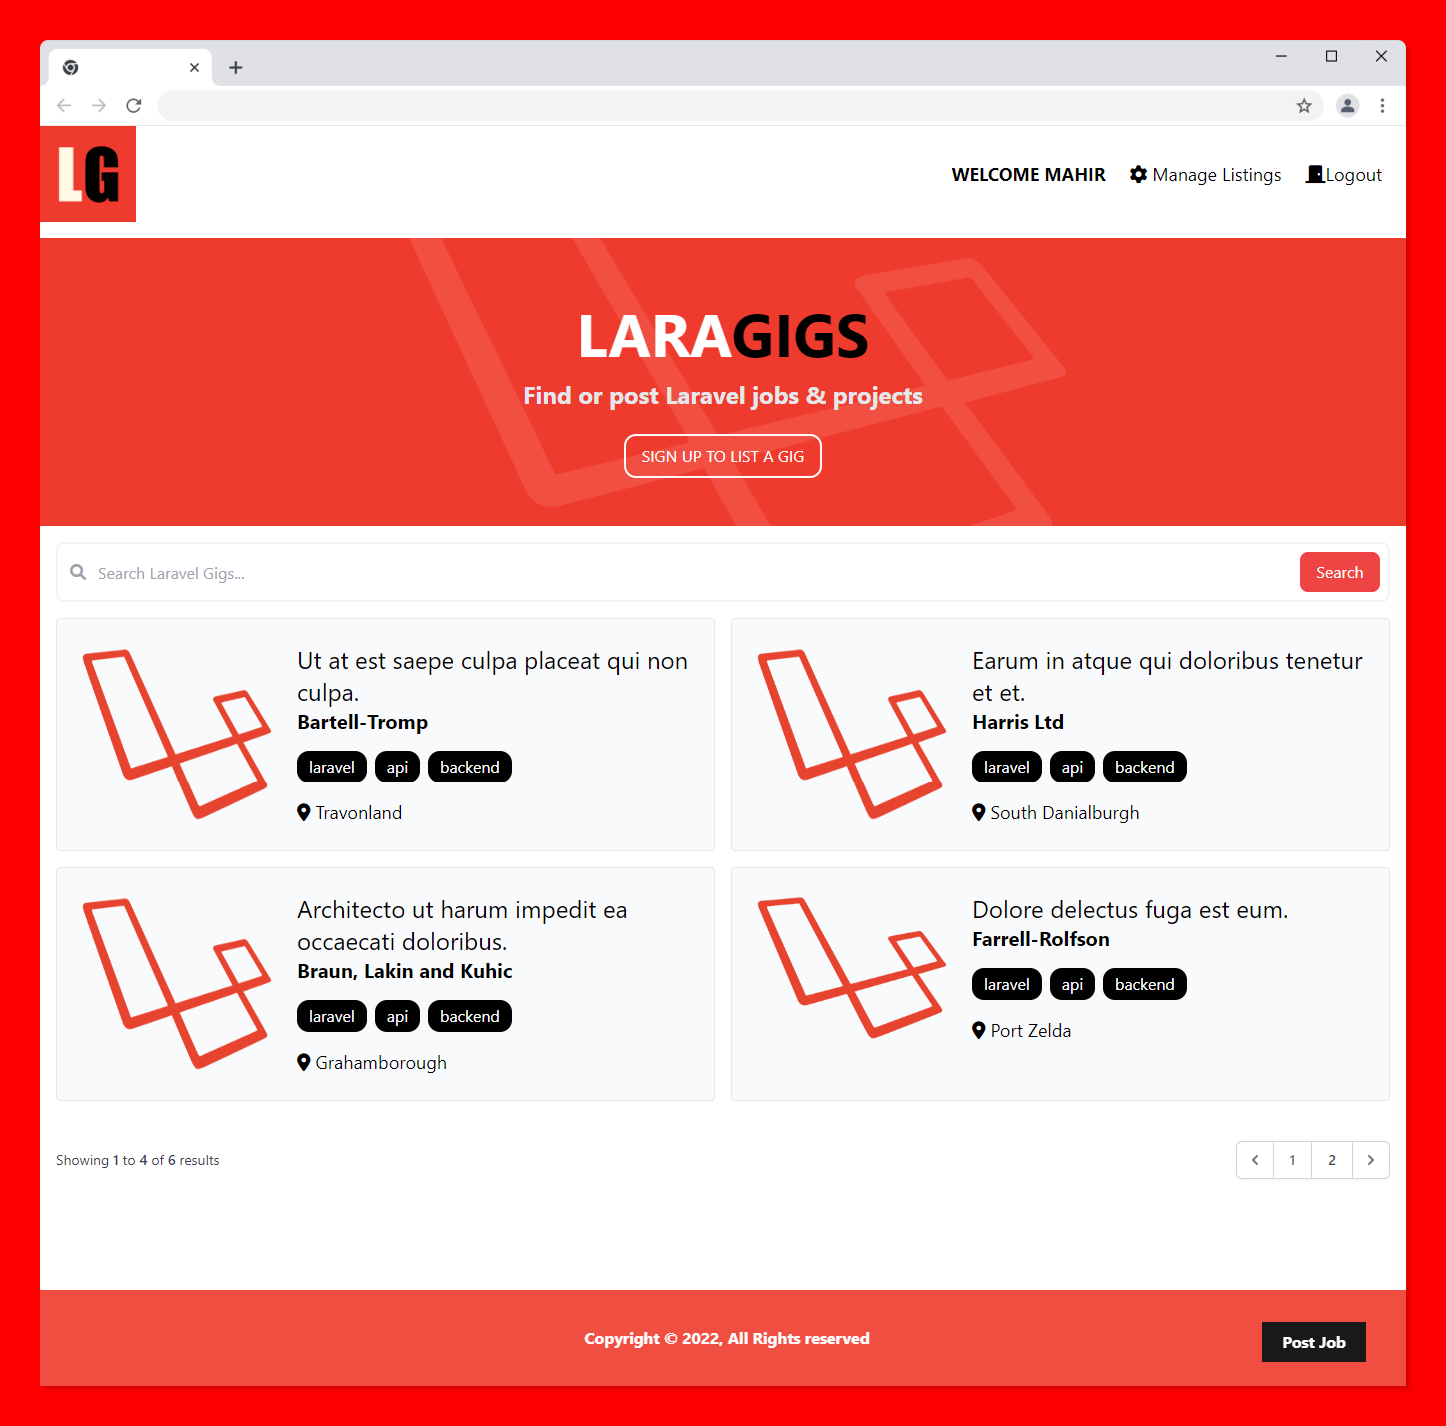 LG
WELCOME MAHIR Manage Listings Logout
LARAGIGS
Find or post Laravel jobs & projects
SIGN UP TO LIST A GIG
Search Laravel Gigs...
Search
Ut at est saepe culpa placeat qui non
culpa.
Bartell-Tromp
laravel api backend
Travonland
Earum in atque qui doloribus tenetur
et et.
Harris Ltd
laravel api backend
South Danialburgh
Architecto ut harum impedit ea
occaecati doloribus.
Braun, Lakin and Kuhic
laravel api backend
Grahamborough
Dolore delectus fuga est eum.
Farrell-Rolfson
laravel api backend
Port Zelda
Showing 1 to 4 of 6 results
1 2
Copyright © 2022, All Rights reserved
Post Job